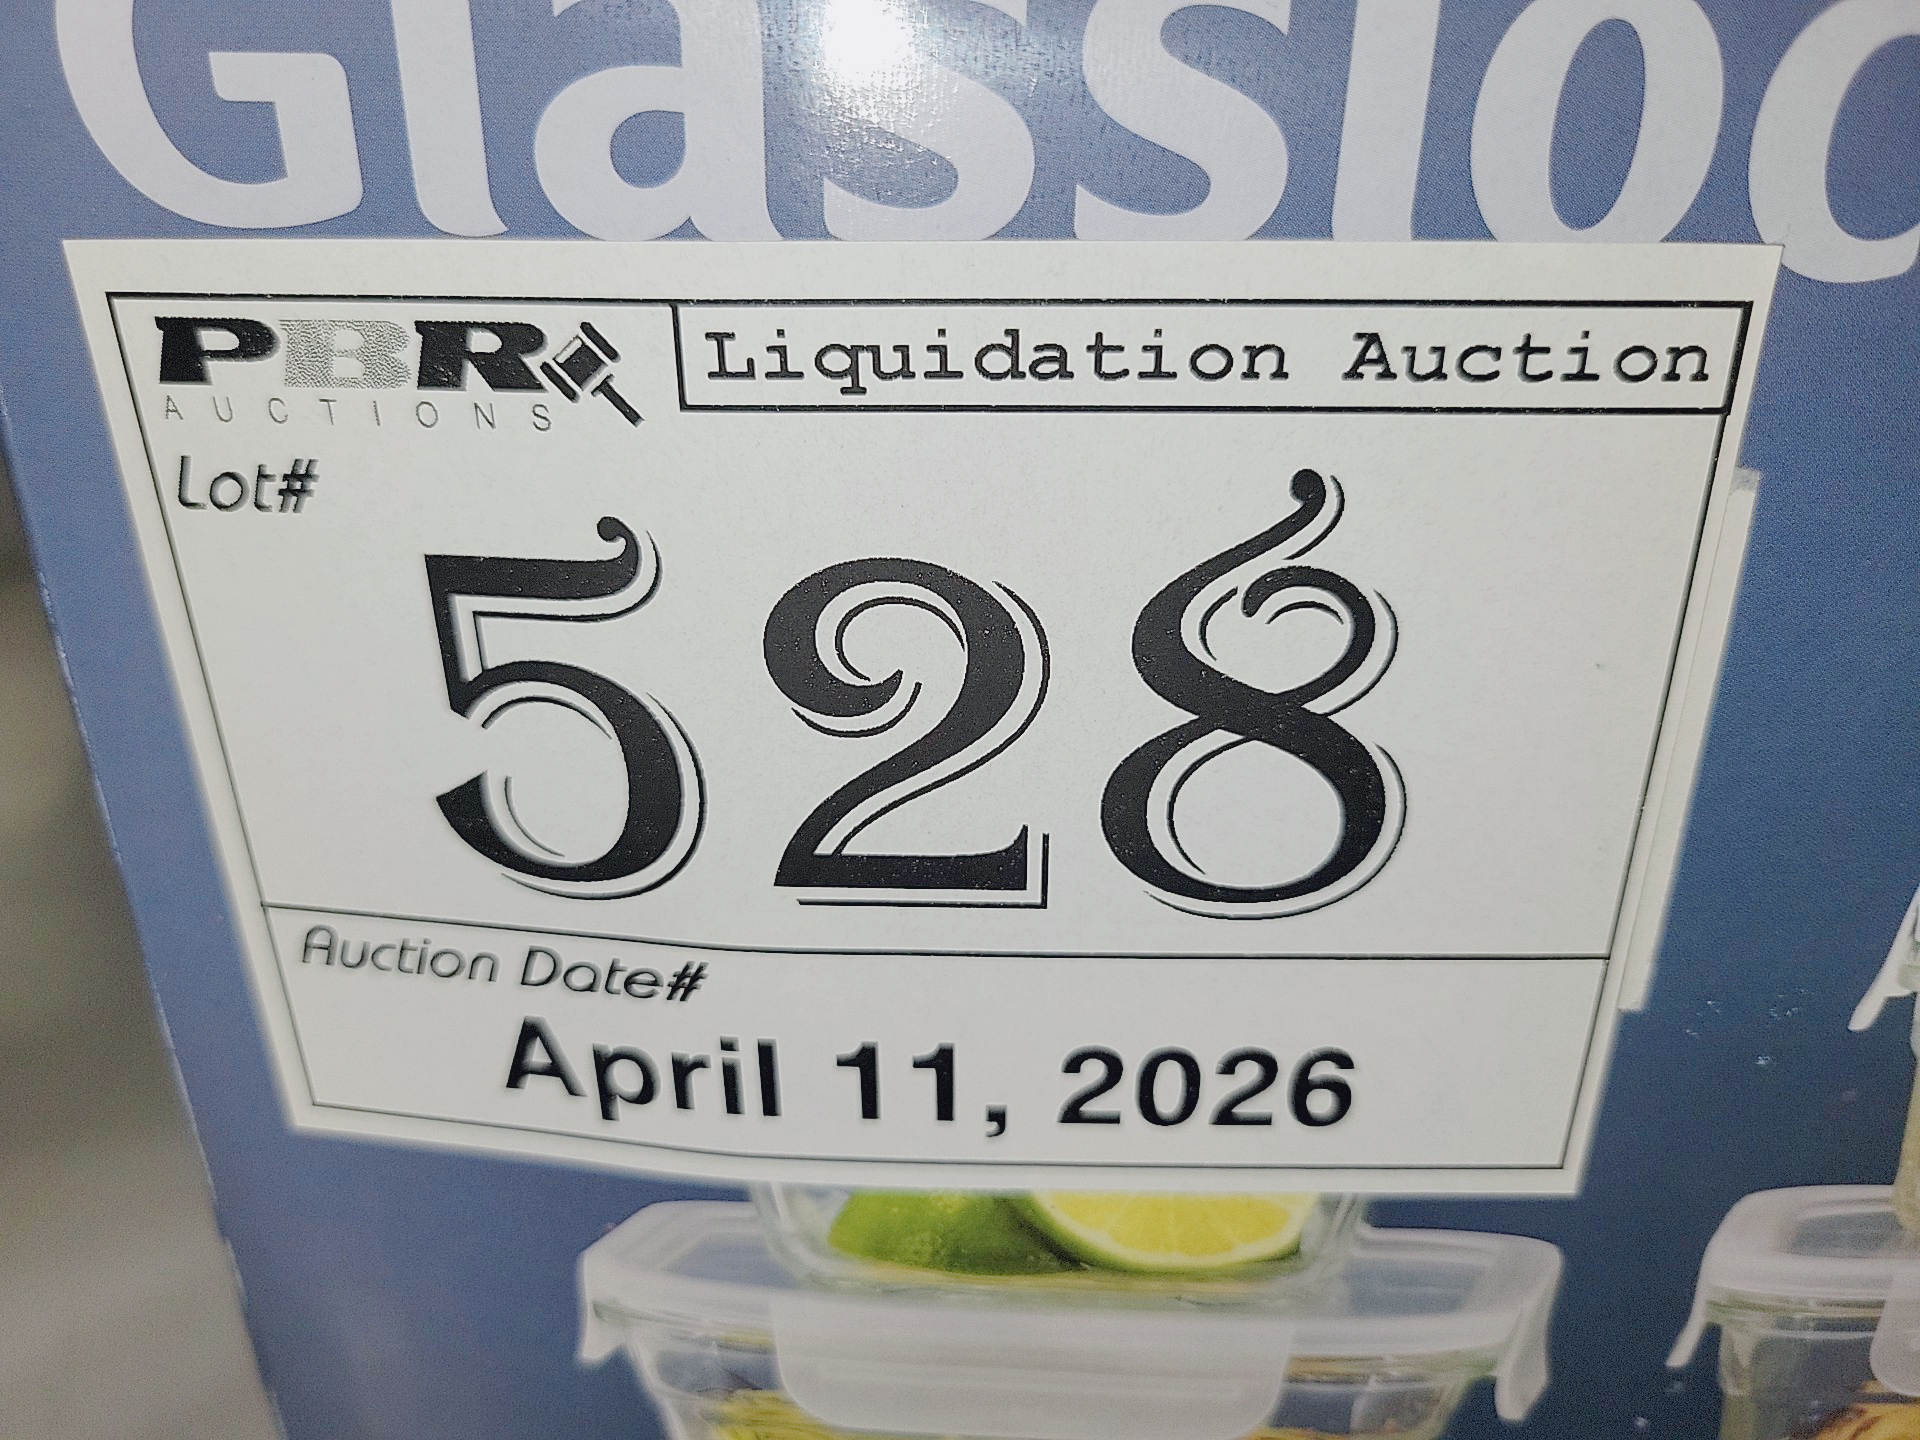 Glassloc
PBR
AUCTIONS
Liquidation Auction
Lot#
528
Auction Date#
April 11, 2026